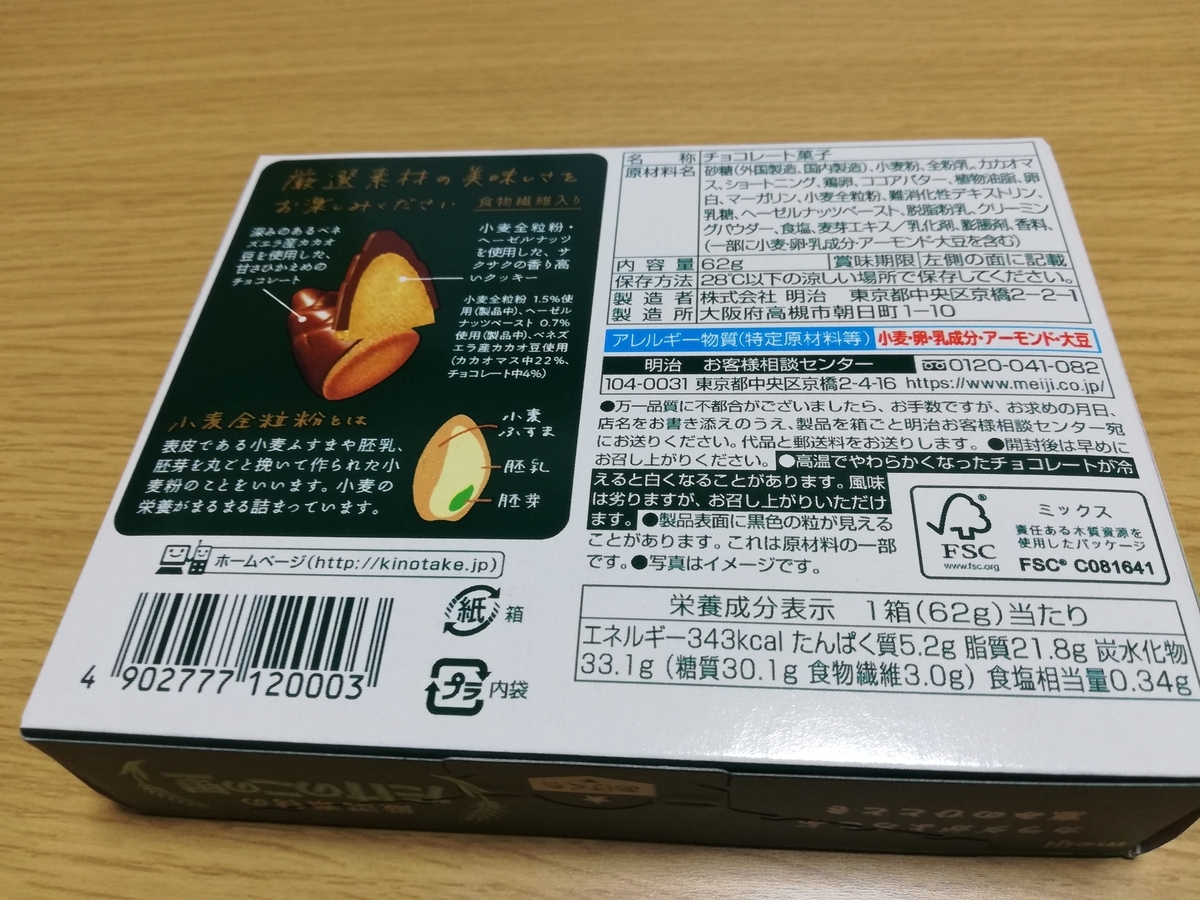 厳選素材の美味しさを
お楽しみください 食物繊維入り
深みのあるベネ
ズエラ産カカオ
豆を使用した、
甘さひかえめの
チョコレート
小麦全粒粉・
ヘーゼルナッツ
を使用した、サ
クサクの香り高
いクッキー
小麦全粒粉 1.5%使
用(製品中)、ヘーゼル
ナッツペースト 0.7%
使用(製品中)、ベネズ
エラ産カカオ豆使用
(カカオマス中22%、
チョコレート中4%)
小麦全粒粉とは
表皮である小麦ふすまや胚乳、
胚芽を丸ごと挽いて作られた小
麦粉のことをいいます。小麦の
栄養がまるまる詰まっています。
小麦
ふすま
胚乳
胚芽
ホームページ(http://kinotake.jp)
4 902777 120003
紙 箱
プラ 内袋
名称 チョコレート菓子
原材料名 砂糖(外国製造、国内製造)、小麦粉、全粉乳、カカオマ
ス、ショートニング、鶏卵、ココアバター、植物油脂、卵
白、マーガリン、小麦全粒粉、難消化性デキストリン、
乳糖、ヘーゼルナッツペースト、脱脂粉乳、クリーミン
グパウダー、食塩、麦芽エキス/乳化剤、膨脹剤、香料、
(一部に小麦・卵・乳成分・アーモンド・大豆を含む)
内容量 62g 賞味期限 左側の面に記載
保存方法 28℃以下の涼しい場所で保存してください。
製造者 株式会社 明治 東京都中央区京橋2-2-1
製造所 大阪府高槻市朝日町1-10
アレルギー物質(特定原材料等) 小麦・卵・乳成分・アーモンド・大豆
明治 お客様相談センター 0120-041-082
104-0031 東京都中央区京橋2-4-16 https://www.meiji.co.jp/
●万一品質に不都合がございましたら、お手数ですが、お求めの月日、
店名をお書き添えのうえ、製品を箱ごと明治お客様相談センター宛
にお送りください。代品と郵送料をお送りします。●開封後は早めに
お召し上がりください。●高温でやわらかくなったチョコレートが冷
えると白くなることがあります。風味
は劣りますが、お召し上がりいただけ
ます。●製品表面に黒色の粒が見える
ことがあります。これは原材料の一部
です。●写真はイメージです。
FSC
www.fsc.org
ミックス
責任ある木質資源を
使用したパッケージ
FSC® C081641
栄養成分表示 1箱(62g)当たり
エネルギー343kcal たんぱく質5.2g 脂質21.8g 炭水化物
33.1g (糖質30.1g 食物繊維3.0g) 食塩相当量0.34g
たけのこの里
meiji